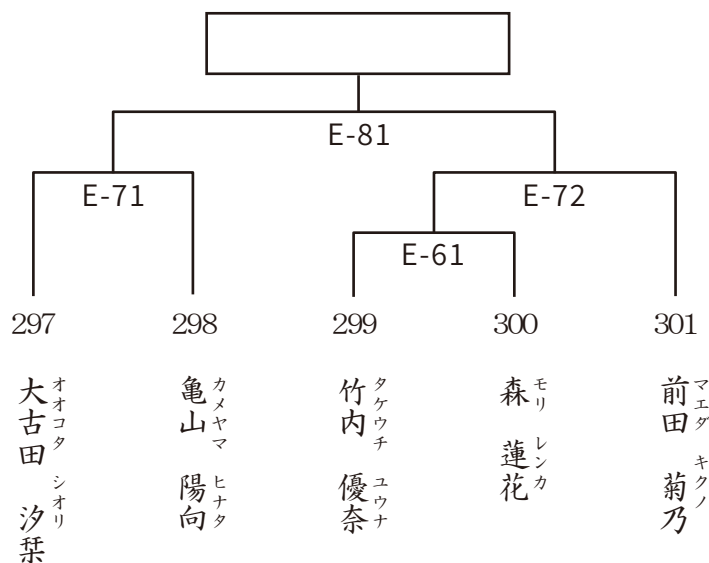 E-81
E-71
E-72
E-61
297
298
299
300
301
大古田 汐栞
オオコタ シオリ
亀山 陽向
カメヤマ ヒナタ
竹内 優奈
タケウチ ユウナ
森 蓮花
モリ レンカ
前田 菊乃
マエダ キクノ